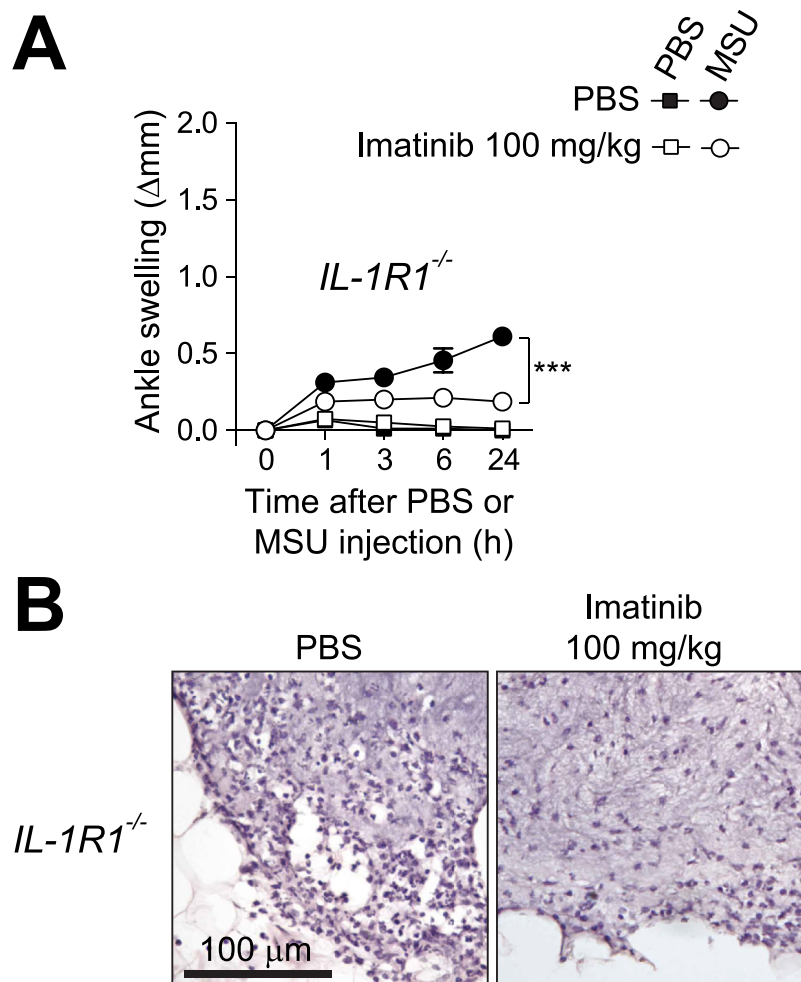 A
PBS MSU
PBS
Imatinib 100 mg/kg
Ankle swelling (Δmm)
2.0
1.5
1.0
0.5
0.0
IL-1R1-/-
***
0 1 3 6 24
Time after PBS or
MSU injection (h)
B
PBS
Imatinib
100 mg/kg
IL-1R1-/-
100 μm